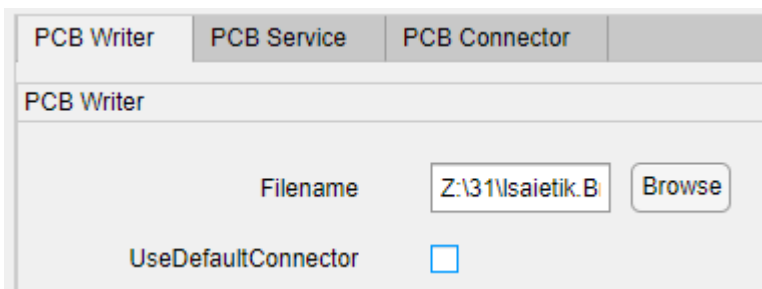 PCB Writer PCB Service PCB Connector
PCB Writer
Filename Z:\31\Isaietik.B Browse
UseDefaultConnector